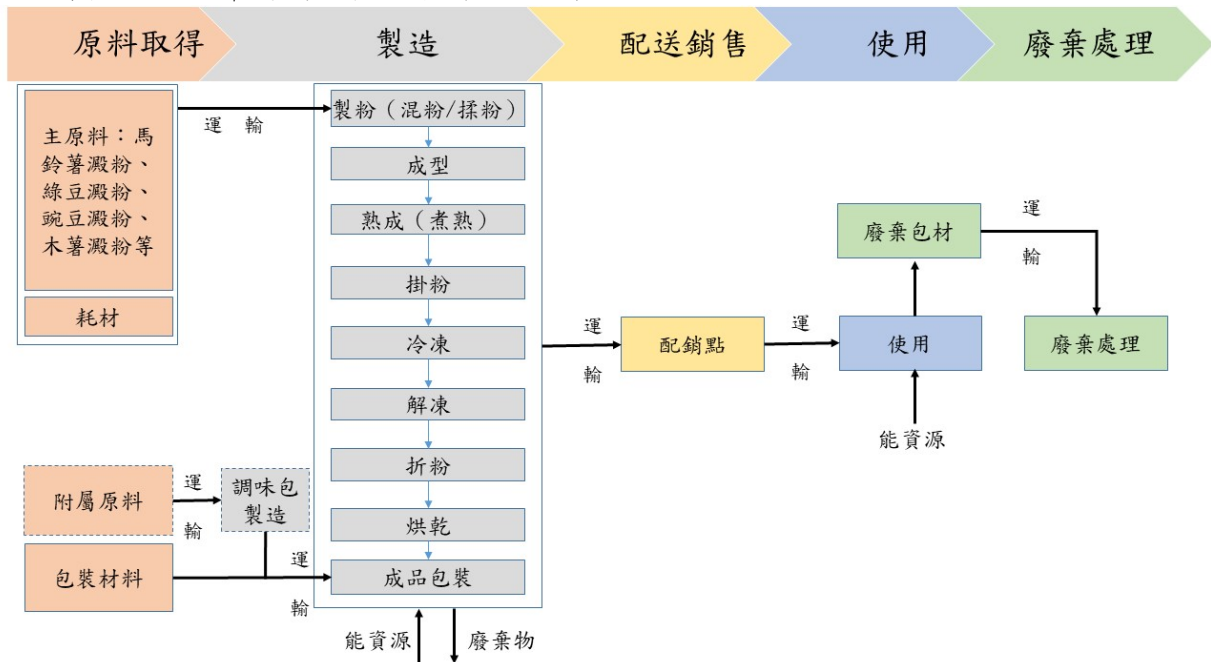 原料取得
製造
配送銷售
使用
廢棄處理
主原料：馬
鈴薯澱粉、
綠豆澱粉、
豌豆澱粉、
木薯澱粉等
耗材
運輸
製粉（混粉/揉粉）
成型
熟成（煮熟）
掛粉
冷凍
解凍
折粉
烘乾
成品包裝
附屬原料
運輸
調味包
製造
包裝材料
運輸
能資源
廢棄物
運輸
配銷點
運輸
使用
能資源
廢棄包材
運輸
廢棄處理